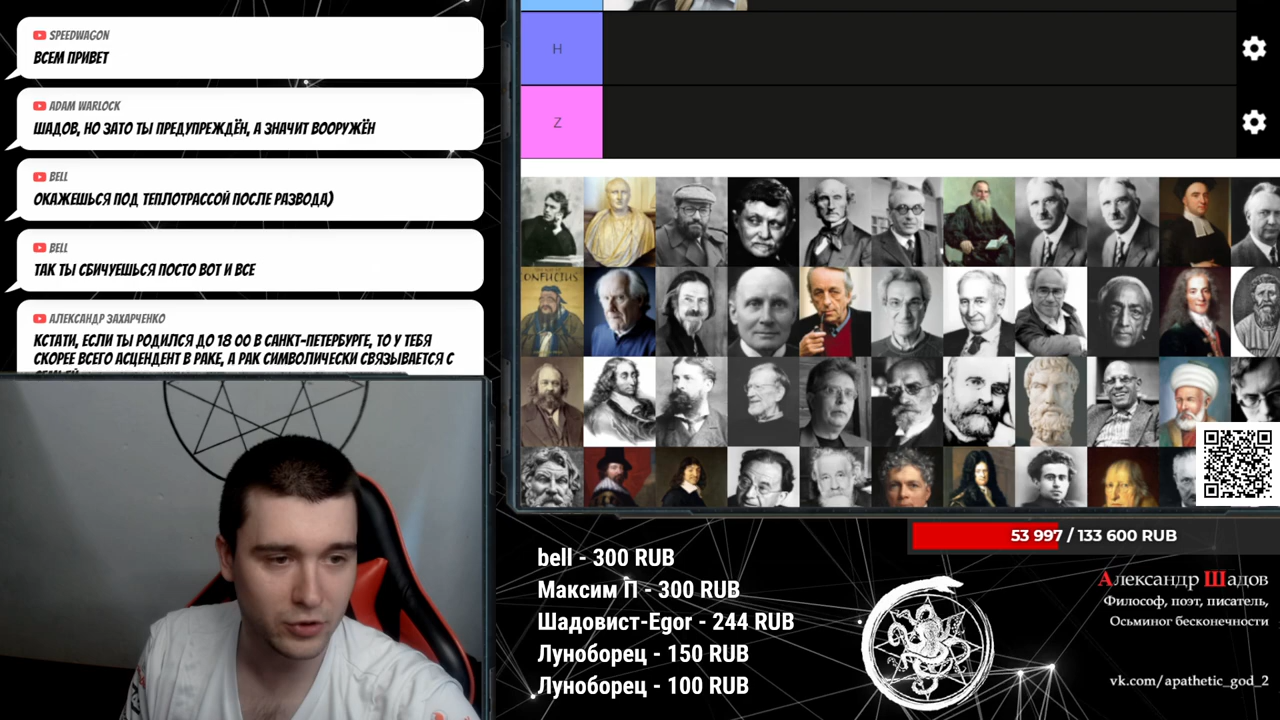 SPEEDWAGON
ВСЕМ ПРИВЕТ
ADAM WARLOCK
ШАДОВ, НО ЗАТО ТЫ ПРЕДУПРЕЖДЁН, А ЗНАЧИТ ВООРУЖЁН
BELL
ОКАЖЕШЬСЯ ПОД ТЕПЛОТРАССОЙ ПОСЛЕ РАЗВОДА)
BELL
ТАК ТЫ СБИЧУЕШЬСЯ ПОСТО ВОТ И ВСЕ
АЛЕКСАНДР ЗАХАРЧЕНКО
КСТАТИ, ЕСЛИ ТЫ РОДИЛСЯ ДО 18 00 В САНКТ-ПЕТЕРБУРГЕ, ТО У ТЕБЯ
СКОРЕЕ ВСЕГО АСЦЕНДЕНТ В РАКЕ, А РАК СИМВОЛИЧЕСКИ СВЯЗЫВАЕТСЯ С
H
Z
CONFUCIUS
53 997 / 133 600 RUB
bell - 300 RUB
Максим П - 300 RUB
Шадовист-Egor - 244 RUB
Луноборец - 150 RUB
Луноборец - 100 RUB
Александр Шадов
Философ, поэт, писатель,
Осьминог бесконечности
vk.com/apathetic_god_2